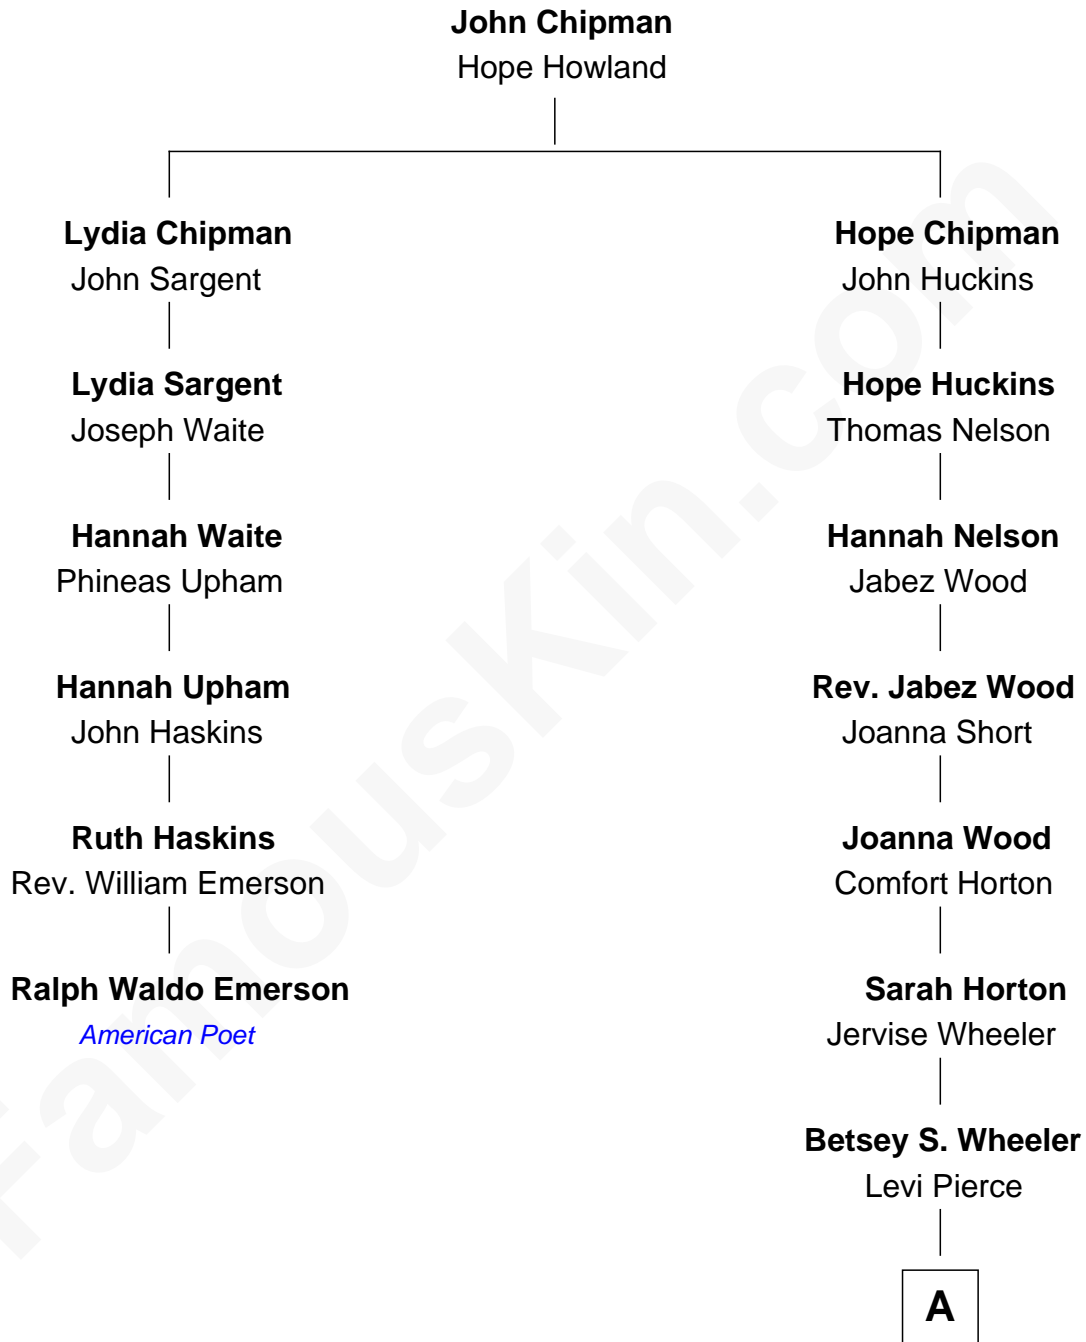 John Chipman
Hope Howland
Lydia Chipman
John Sargent
Hope Chipman
John Huckins
Lydia Sargent
Joseph Waite
Hope Huckins
Thomas Nelson
Hannah Waite
Phineas Upham
Hannah Nelson
Jabez Wood
Hannah Upham
John Haskins
Rev. Jabez Wood
Joanna Short
Ruth Haskins
Rev. William Emerson
Joanna Wood
Comfort Horton
Ralph Waldo Emerson
American Poet
Sarah Horton
Jervise Wheeler
Betsey S. Wheeler
Levi Pierce
A
FamousKin.com